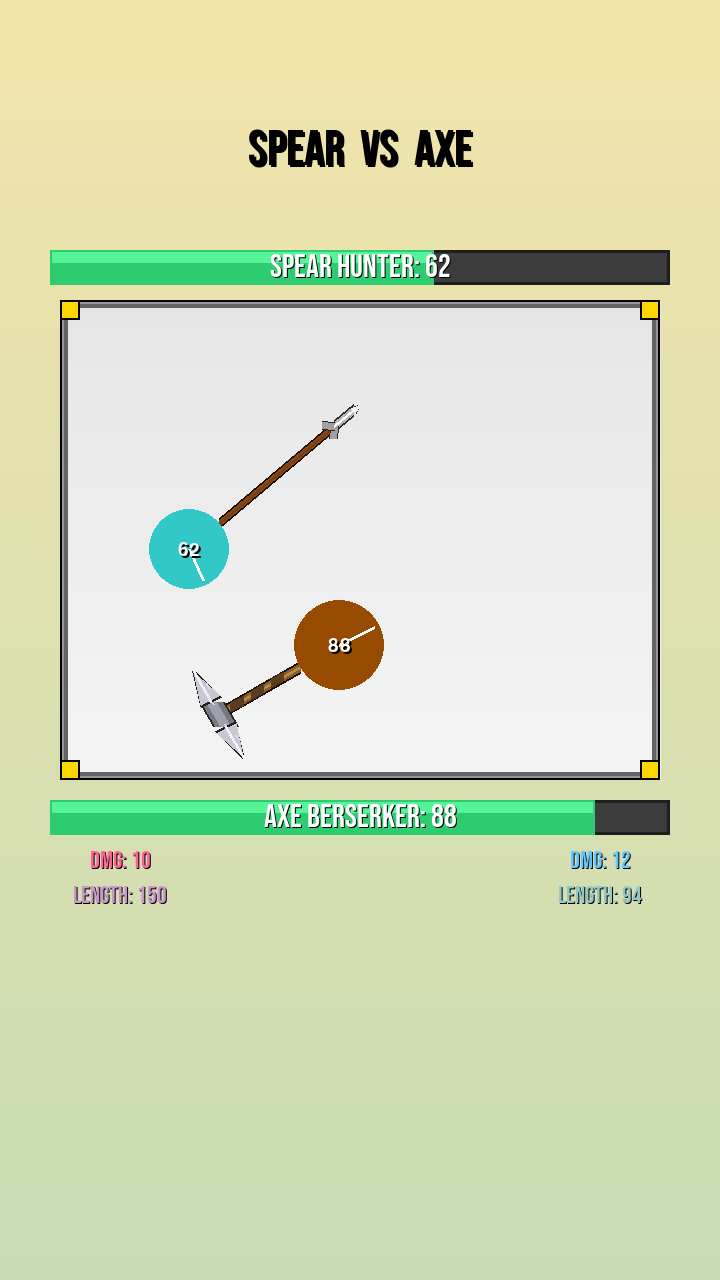 SPEAR VS AXE
SPEAR HUNTER: 62
62
88
AXE BERSERKER: 88
DMG: 10
DMG: 12
LENGTH: 150
LENGTH: 94